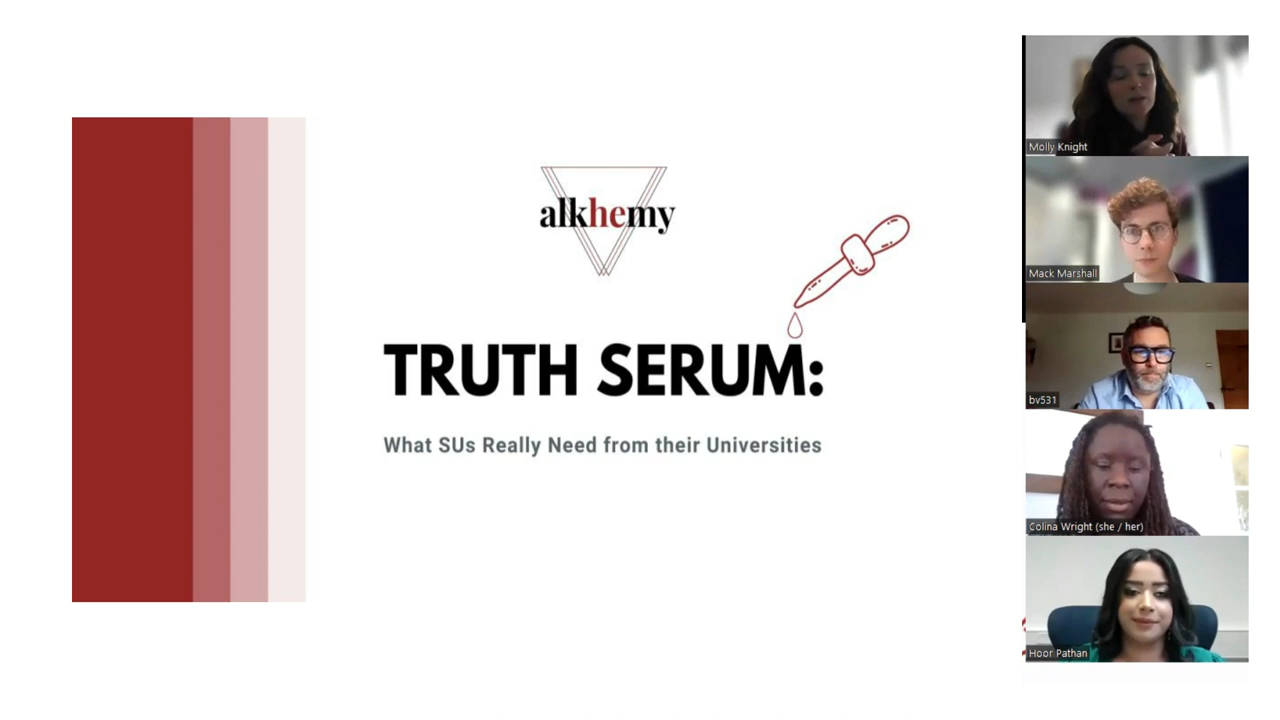 alkhemy
TRUTH SERUM:
What SUs Really Need from their Universities
Molly Knight
Mack Marshall
bv531
Colina Wright (she / her)
Hoor Pathan